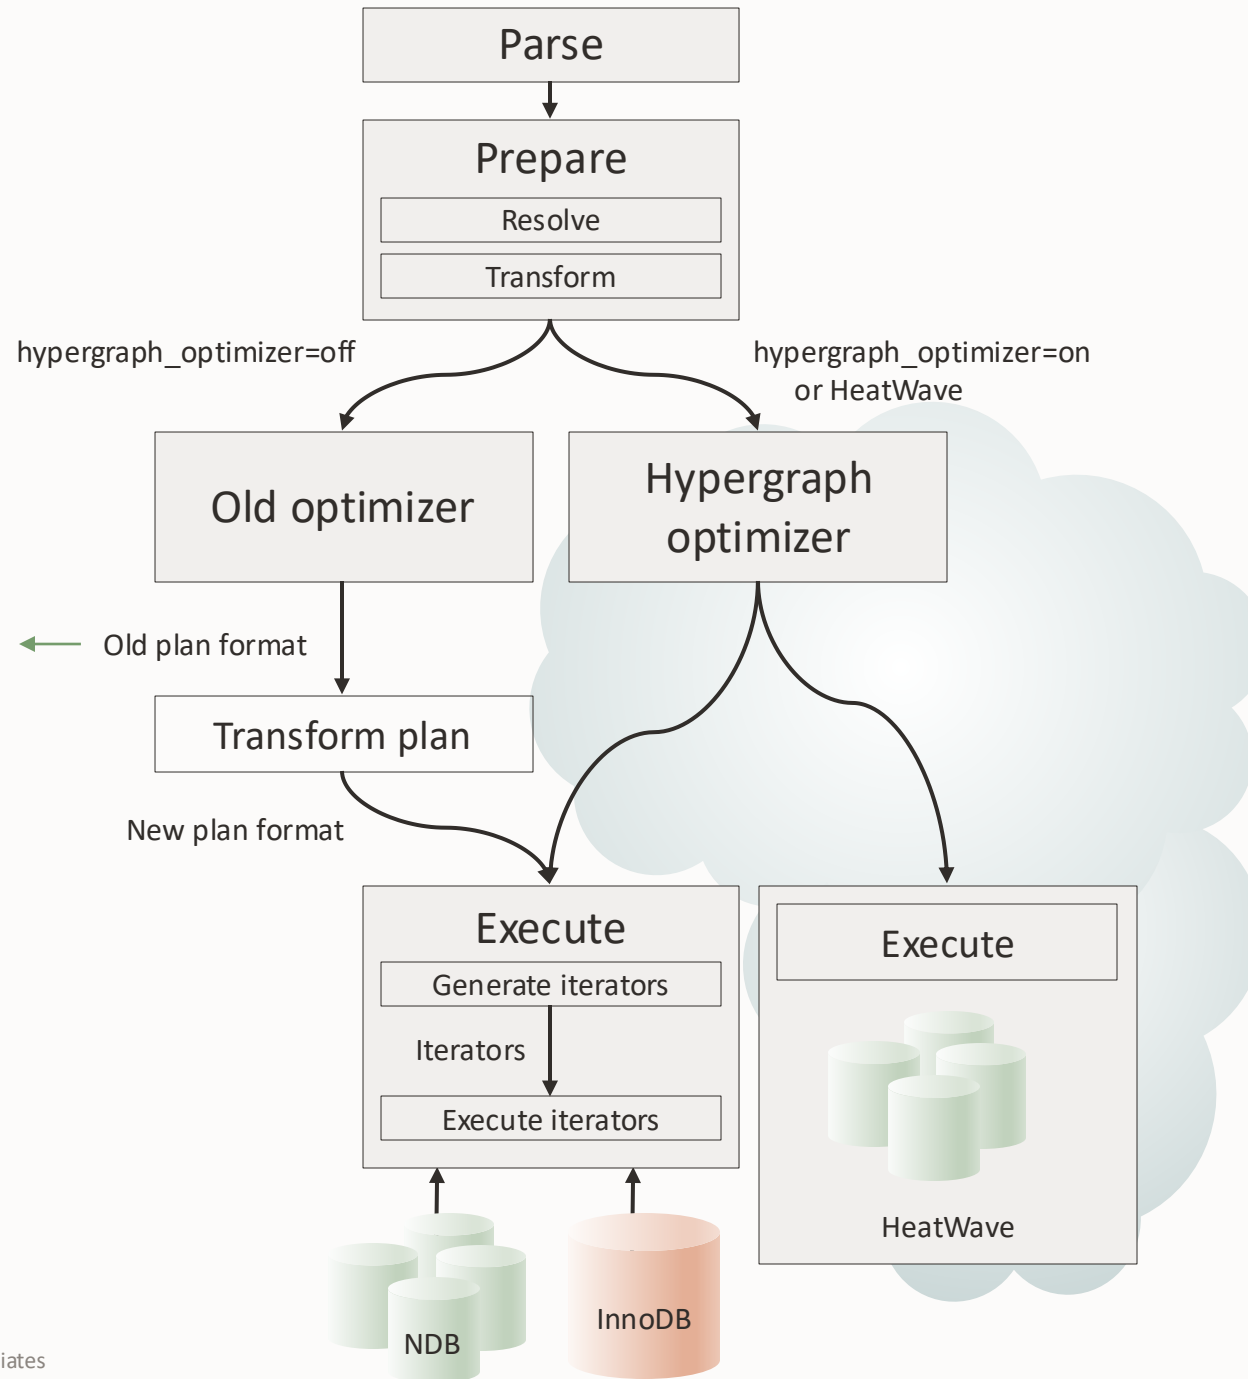 Parse
Prepare
Resolve
Transform
hypergraph_optimizer=off
hypergraph_optimizer=on
or HeatWave
Old optimizer
Hypergraph
optimizer
Old plan format
Transform plan
New plan format
Execute
Generate iterators
Iterators
Execute iterators
Execute
HeatWave
NDB
InnoDB
iates